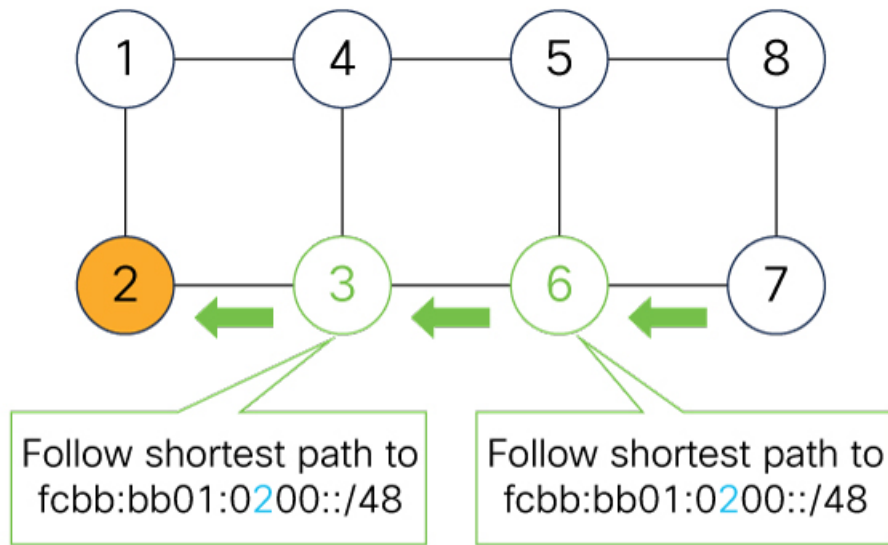 1 4 5 8
2 3 6 7
Follow shortest path to
fcbb:bb01:0200::/48
Follow shortest path to
fcbb:bb01:0200::/48